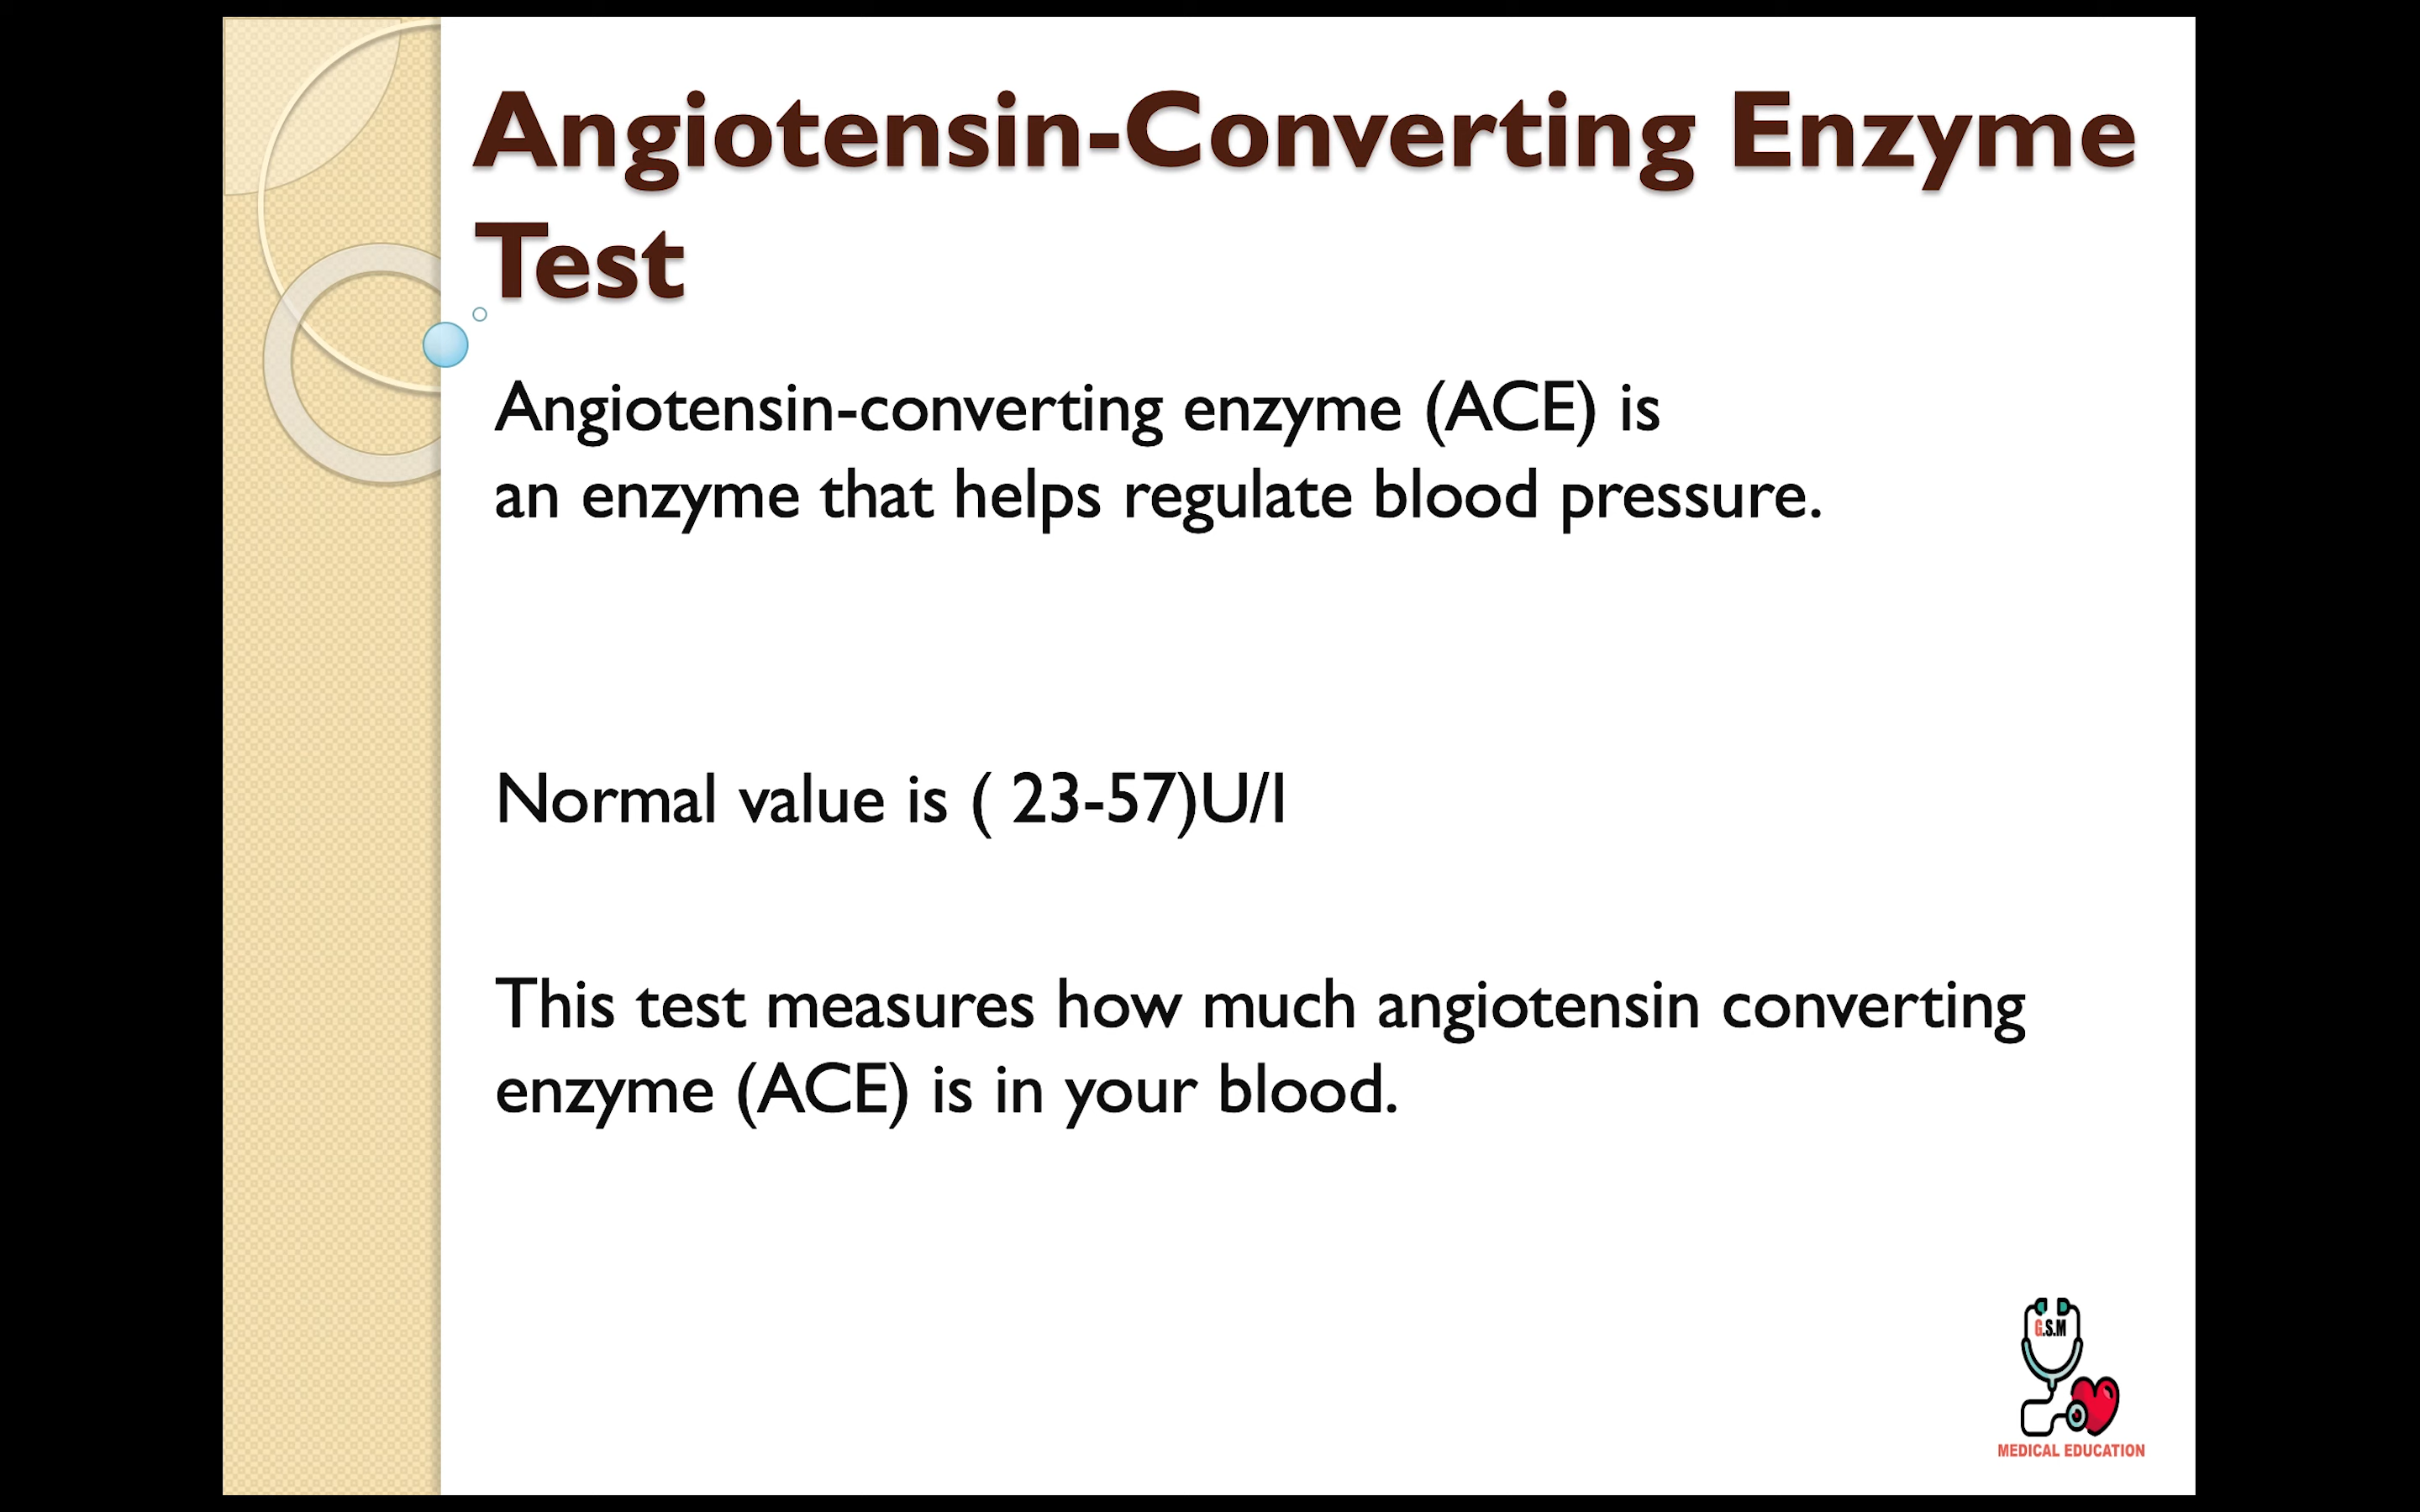 Angiotensin-Converting Enzyme
Test
Angiotensin-converting enzyme (ACE) is
an enzyme that helps regulate blood pressure.
Normal value is ( 23-57)U/l
This test measures how much angiotensin converting
enzyme (ACE) is in your blood.
G.S.M
MEDICAL EDUCATION